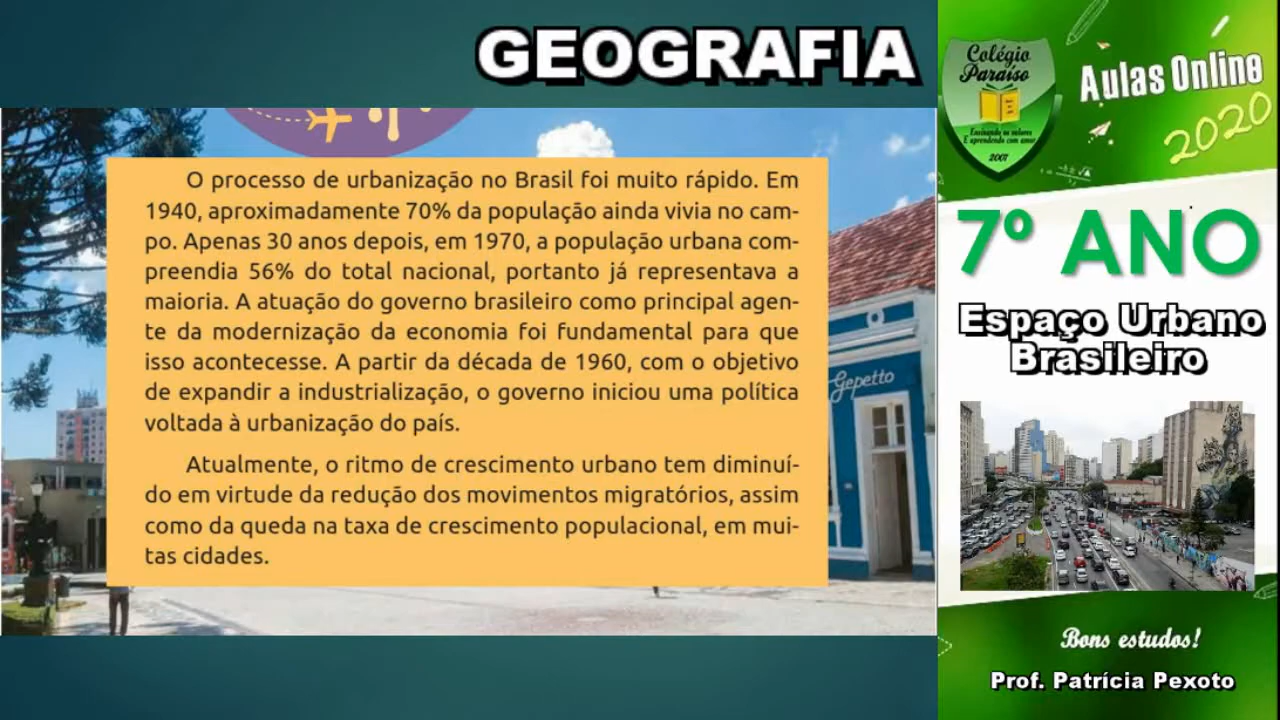 GEOGRAFIA
O processo de urbanização no Brasil foi muito rápido. Em
1940, aproximadamente 70% da população ainda vivia no cam-
po. Apenas 30 anos depois, em 1970, a população urbana com-
preendia 56% do total nacional, portanto já representava a
maioria. A atuação do governo brasileiro como principal agen-
te da modernização da economia foi fundamental para que
isso acontecesse. A partir da década de 1960, com o objetivo
de expandir a industrialização, o governo iniciou uma política
voltada à urbanização do país.
Atualmente, o ritmo de crescimento urbano tem diminuí-
do em virtude da redução dos movimentos migratórios, assim
como da queda na taxa de crescimento populacional, em mui-
tas cidades.
Gepetto
Colégio
Paraíso
Ensinando os valores
E aprendendo com amor
2007
Aulas Online
2020
7º ANO
Espaço Urbano
Brasileiro
Bons estudos!
Prof. Patrícia Pexoto